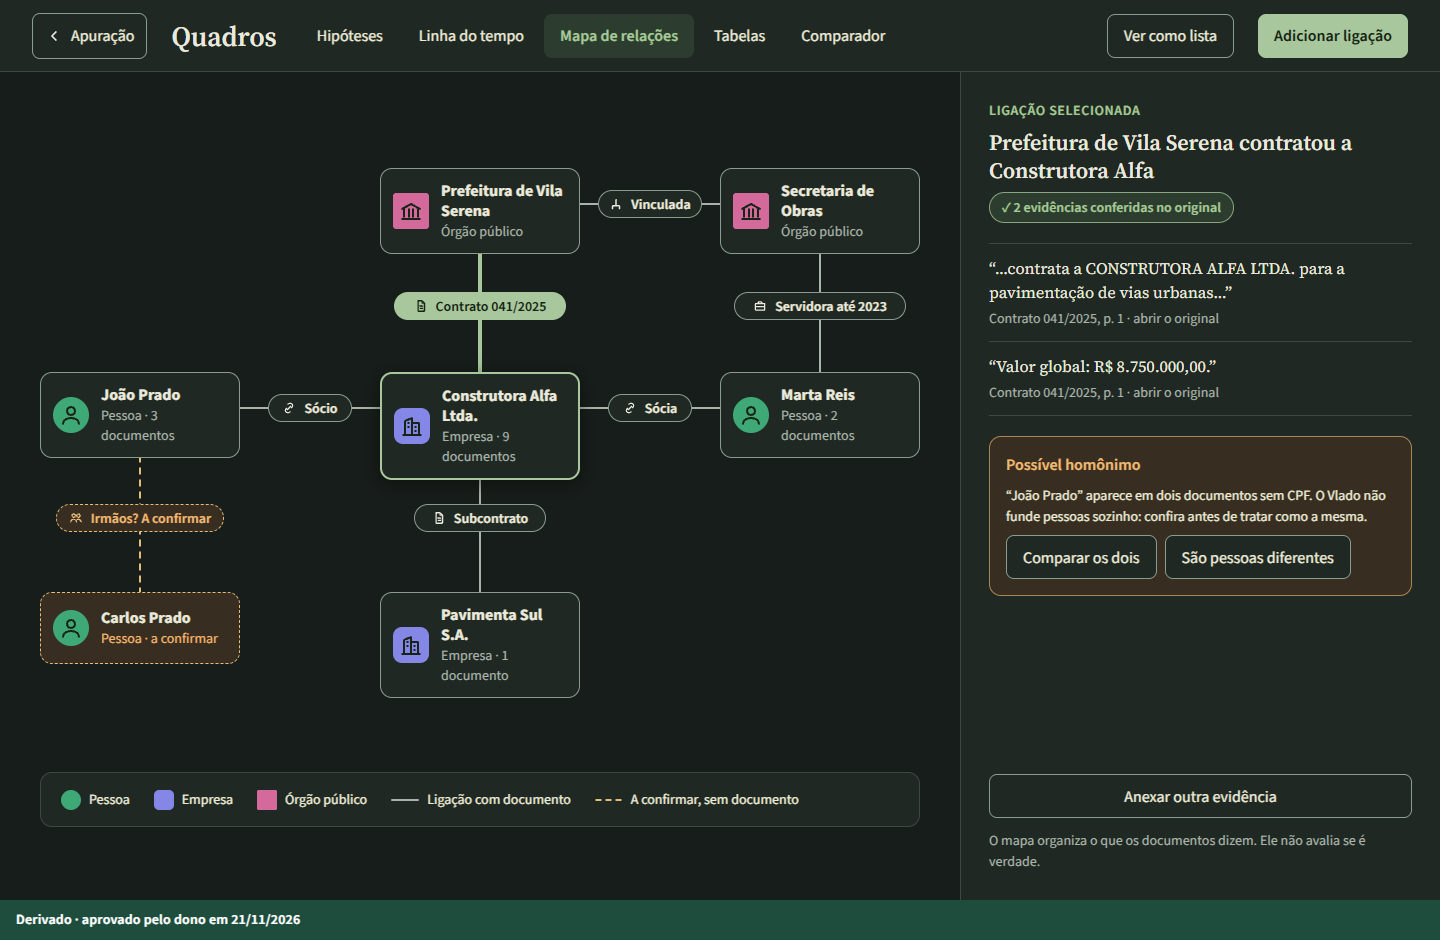 Apuração
Quadros
Hipóteses
Linha do tempo
Mapa de relações
Tabelas
Comparador
Ver como lista
Adicionar ligação
Prefeitura de Vila
Serena
Órgão público
Vinculada
Secretaria de
Obras
Órgão público
Contrato 041/2025
Servidora até 2023
João Prado
Pessoa · 3
documentos
Sócio
Construtora Alfa
Ltda.
Empresa · 9
documentos
Sócia
Marta Reis
Pessoa · 2
documentos
Irmãos? A confirmar
Subcontrato
Carlos Prado
Pessoa · a confirmar
Pavimenta Sul
S.A.
Empresa · 1
documento
Pessoa
Empresa
Órgão público
Ligação com documento
A confirmar, sem documento
LIGAÇÃO SELECIONADA
Prefeitura de Vila Serena contratou a
Construtora Alfa
✓ 2 evidências conferidas no original
“...contrata a CONSTRUTORA ALFA LTDA. para a
pavimentação de vias urbanas...”
Contrato 041/2025, p. 1 · abrir o original
“Valor global: R$ 8.750.000,00.”
Contrato 041/2025, p. 1 · abrir o original
Possível homônimo
“João Prado” aparece em dois documentos sem CPF. O Vlado não
funde pessoas sozinho: confira antes de tratar como a mesma.
Comparar os dois
São pessoas diferentes
Anexar outra evidência
O mapa organiza o que os documentos dizem. Ele não avalia se é
verdade.
Derivado · aprovado pelo dono em 21/11/2026